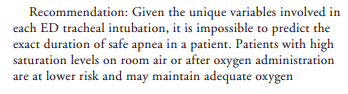 Recommendation: Given the unique variables involved in
each ED tracheal intubation, it is impossible to predict the
exact duration of safe apnea in a patient. Patients with high
saturation levels on room air or after oxygen administration
are at lower risk and may maintain adequate oxygen